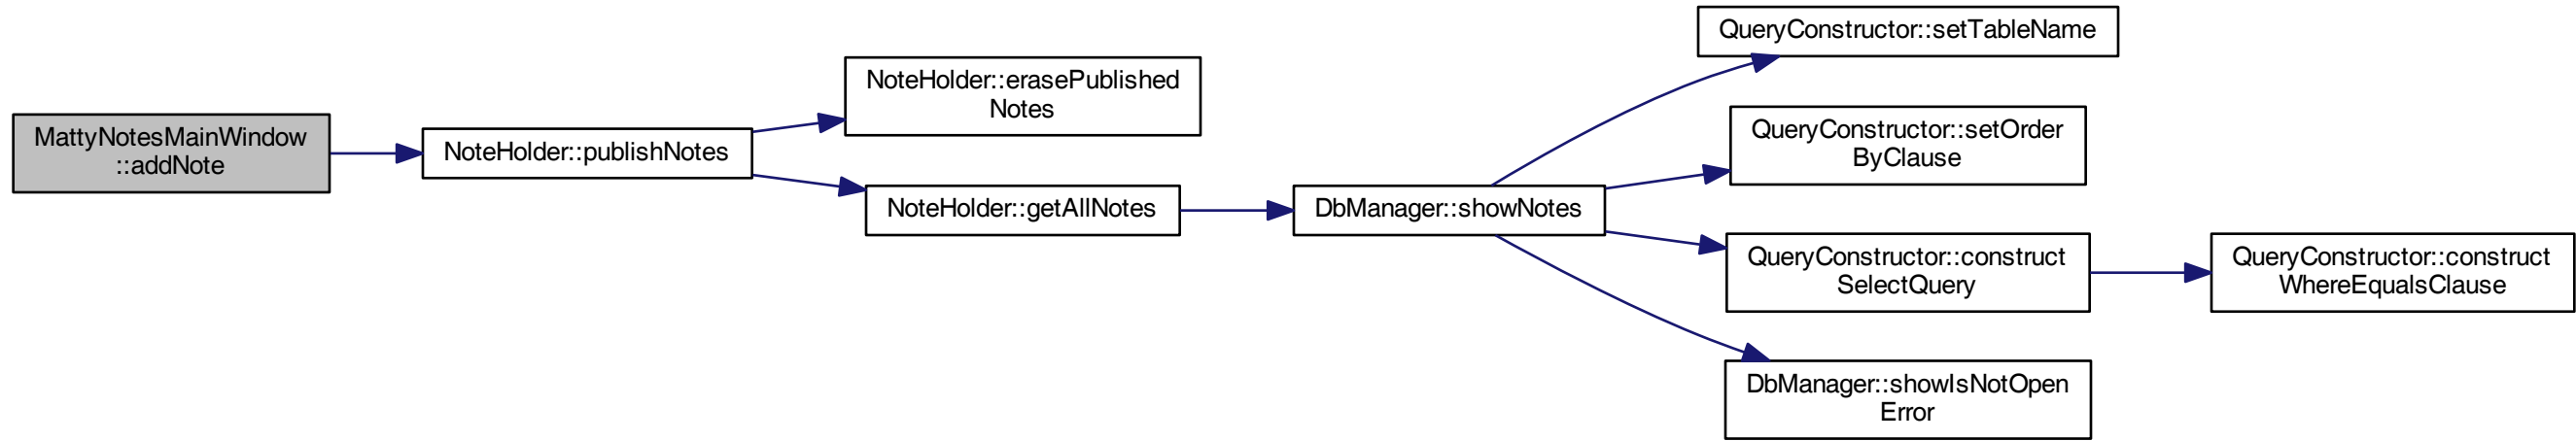 MattyNotesMainWindow
::addNote
NoteHolder::publishNotes
NoteHolder::erasePublished
Notes
NoteHolder::getAllNotes
DbManager::showNotes
QueryConstructor::setTableName
QueryConstructor::setOrder
ByClause
QueryConstructor::construct
SelectQuery
DbManager::showIsNotOpen
Error
QueryConstructor::construct
WhereEqualsClause